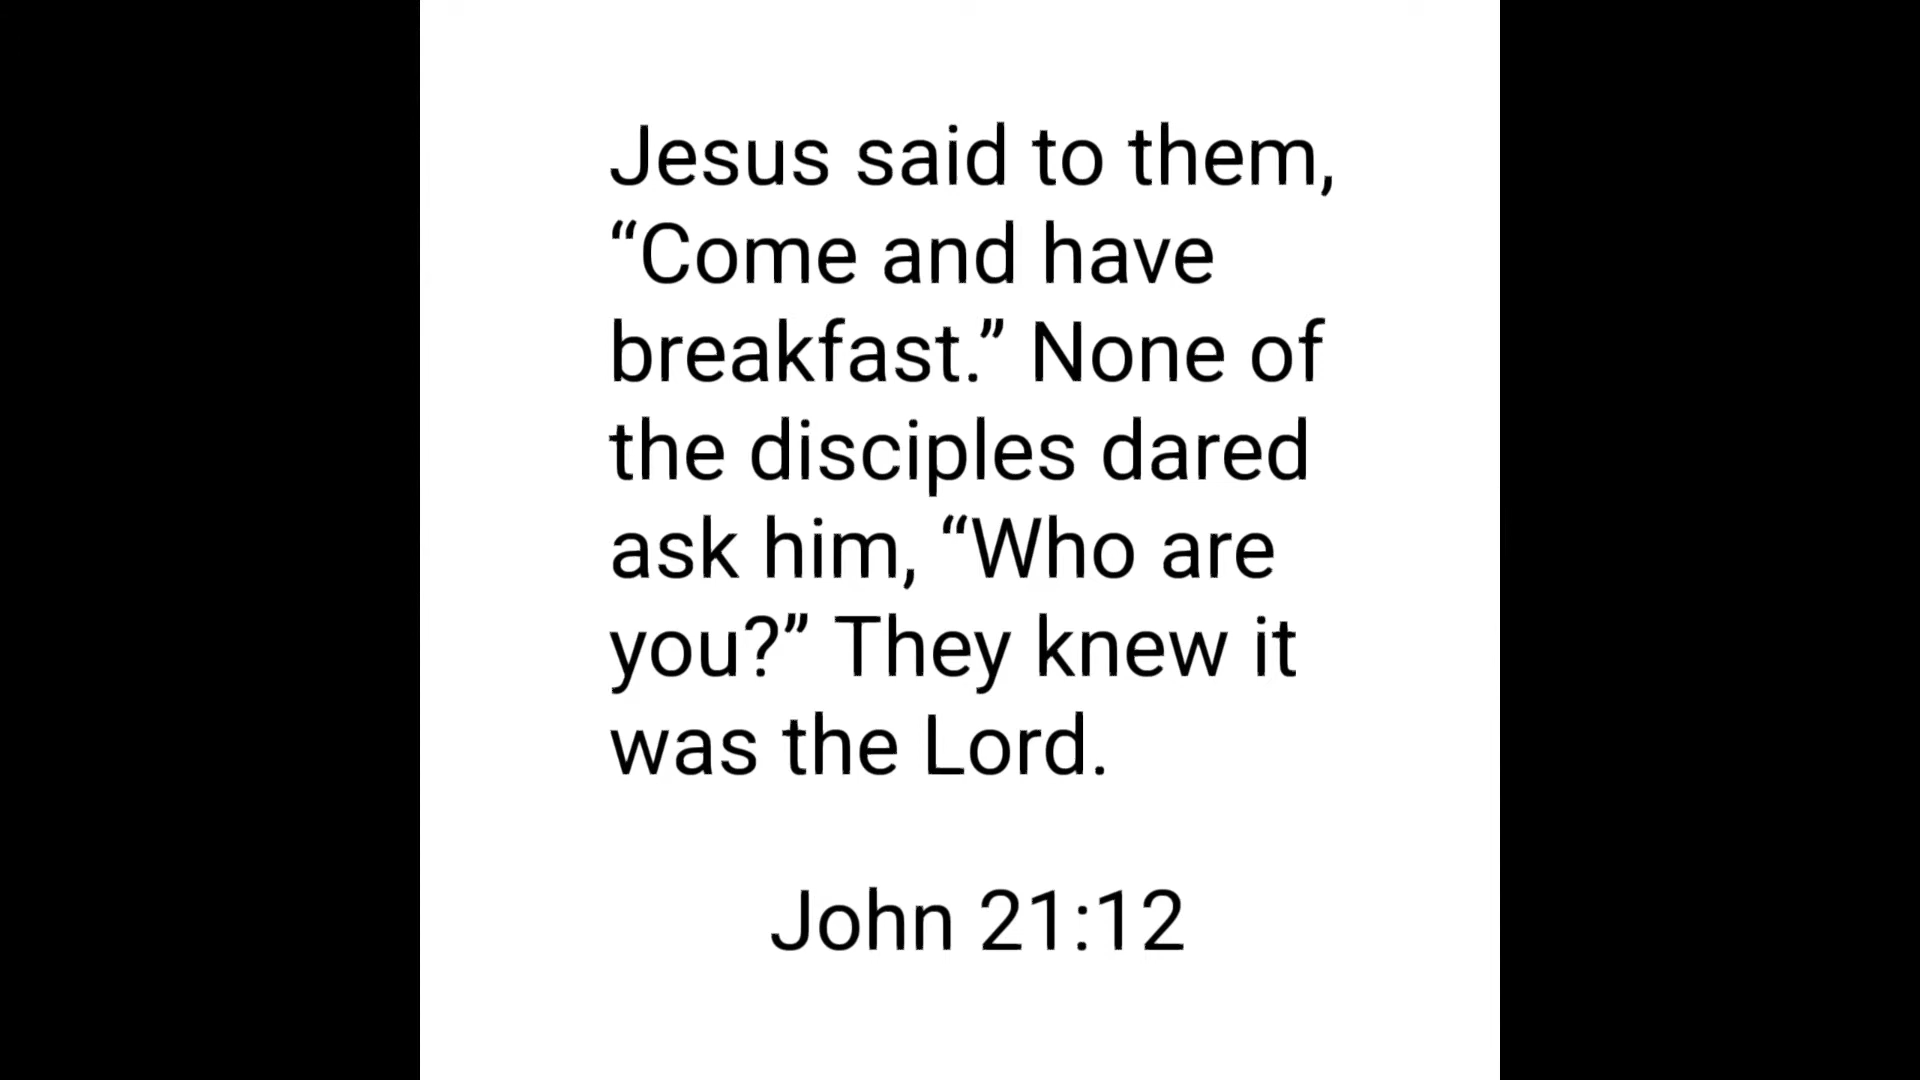 Jesus said to them,
“Come and have
breakfast.” None of
the disciples dared
ask him, “Who are
you?” They knew it
was the Lord.
John 21:12